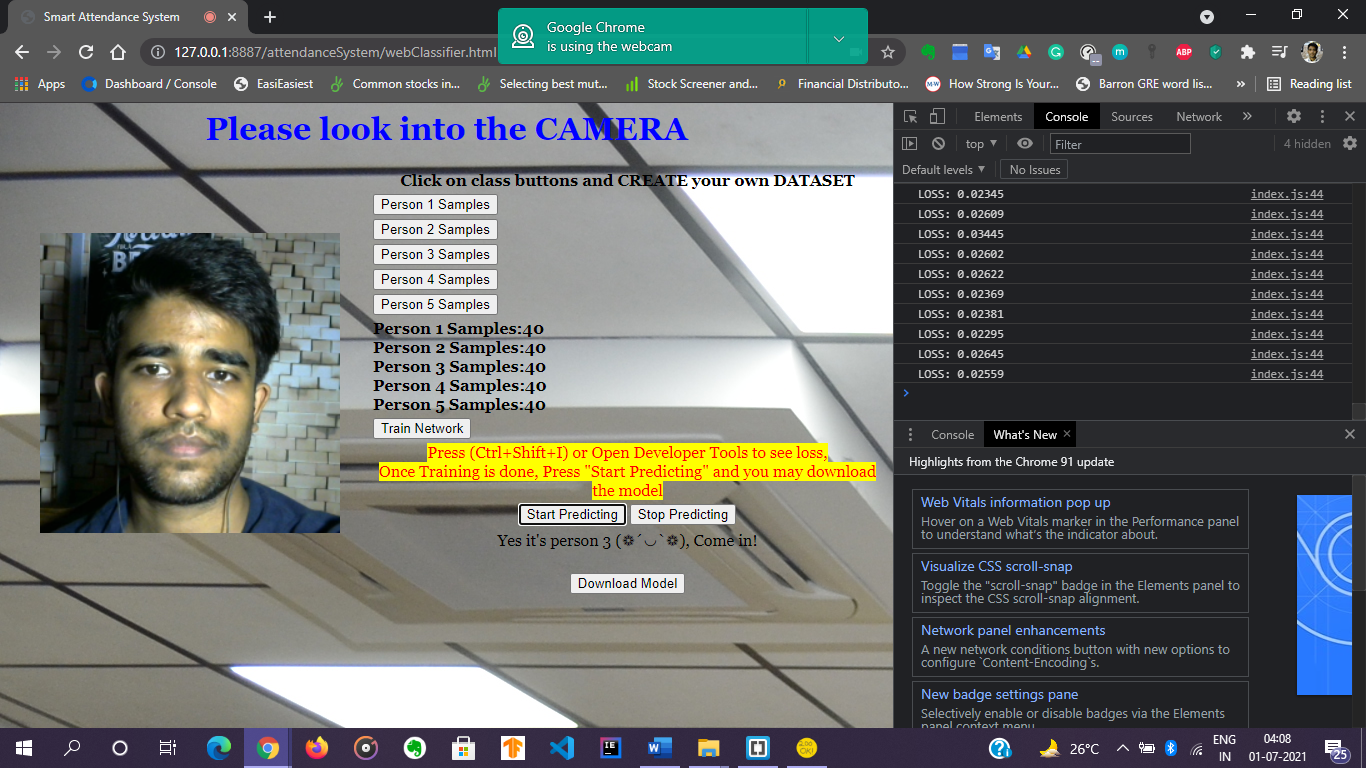 Smart Attendance System
Google Chrome
is using the webcam
127.0.0.1:8887/attendanceSystem/webClassifier.html
ABP
Apps
Dashboard / Console
EasiEasiest
Common stocks in...
Selecting best mut...
Stock Screener and...
Financial Distributo...
How Strong Is Your...
Barron GRE word lis...
»
Reading list
Please look into the CAMERA
Click on class buttons and CREATE your own DATASET
Person 1 Samples
Person 2 Samples
Person 3 Samples
Person 4 Samples
Person 5 Samples
Person 1 Samples:40
Person 2 Samples:40
Person 3 Samples:40
Person 4 Samples:40
Person 5 Samples:40
Train Network
Press (Ctrl+Shift+I) or Open Developer Tools to see loss,
Once Training is done, Press "Start Predicting" and you may download
the model
Start Predicting Stop Predicting
Yes it's person 3 (❁´◡`❁), Come in!
Download Model
Elements Console Sources Network »
top Filter 4 hidden
Default levels No Issues
LOSS: 0.02345 index.js:44
LOSS: 0.02609 index.js:44
LOSS: 0.03445 index.js:44
LOSS: 0.02602 index.js:44
LOSS: 0.02622 index.js:44
LOSS: 0.02369 index.js:44
LOSS: 0.02381 index.js:44
LOSS: 0.02295 index.js:44
LOSS: 0.02645 index.js:44
LOSS: 0.02559 index.js:44
Console What's New
Highlights from the Chrome 91 update
Web Vitals information pop up
Hover on a Web Vitals marker in the Performance panel
to understand what's the indicator about.
Visualize CSS scroll-snap
Toggle the "scroll-snap" badge in the Elements panel to
inspect the CSS scroll-snap alignment.
Network panel enhancements
A new network conditions button with new options to
configure `Content-Encoding`s.
New badge settings pane
Selectively enable or disable badges via the Elements
panel context menu
26°C
ENG
IN
04:08
01-07-2021
25